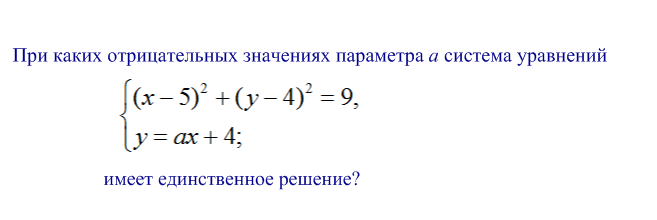 При каких отрицательных значениях параметра a система уравнений
(x − 5)² + (y − 4)² = 9,
y = ax + 4;
имеет единственное решение?